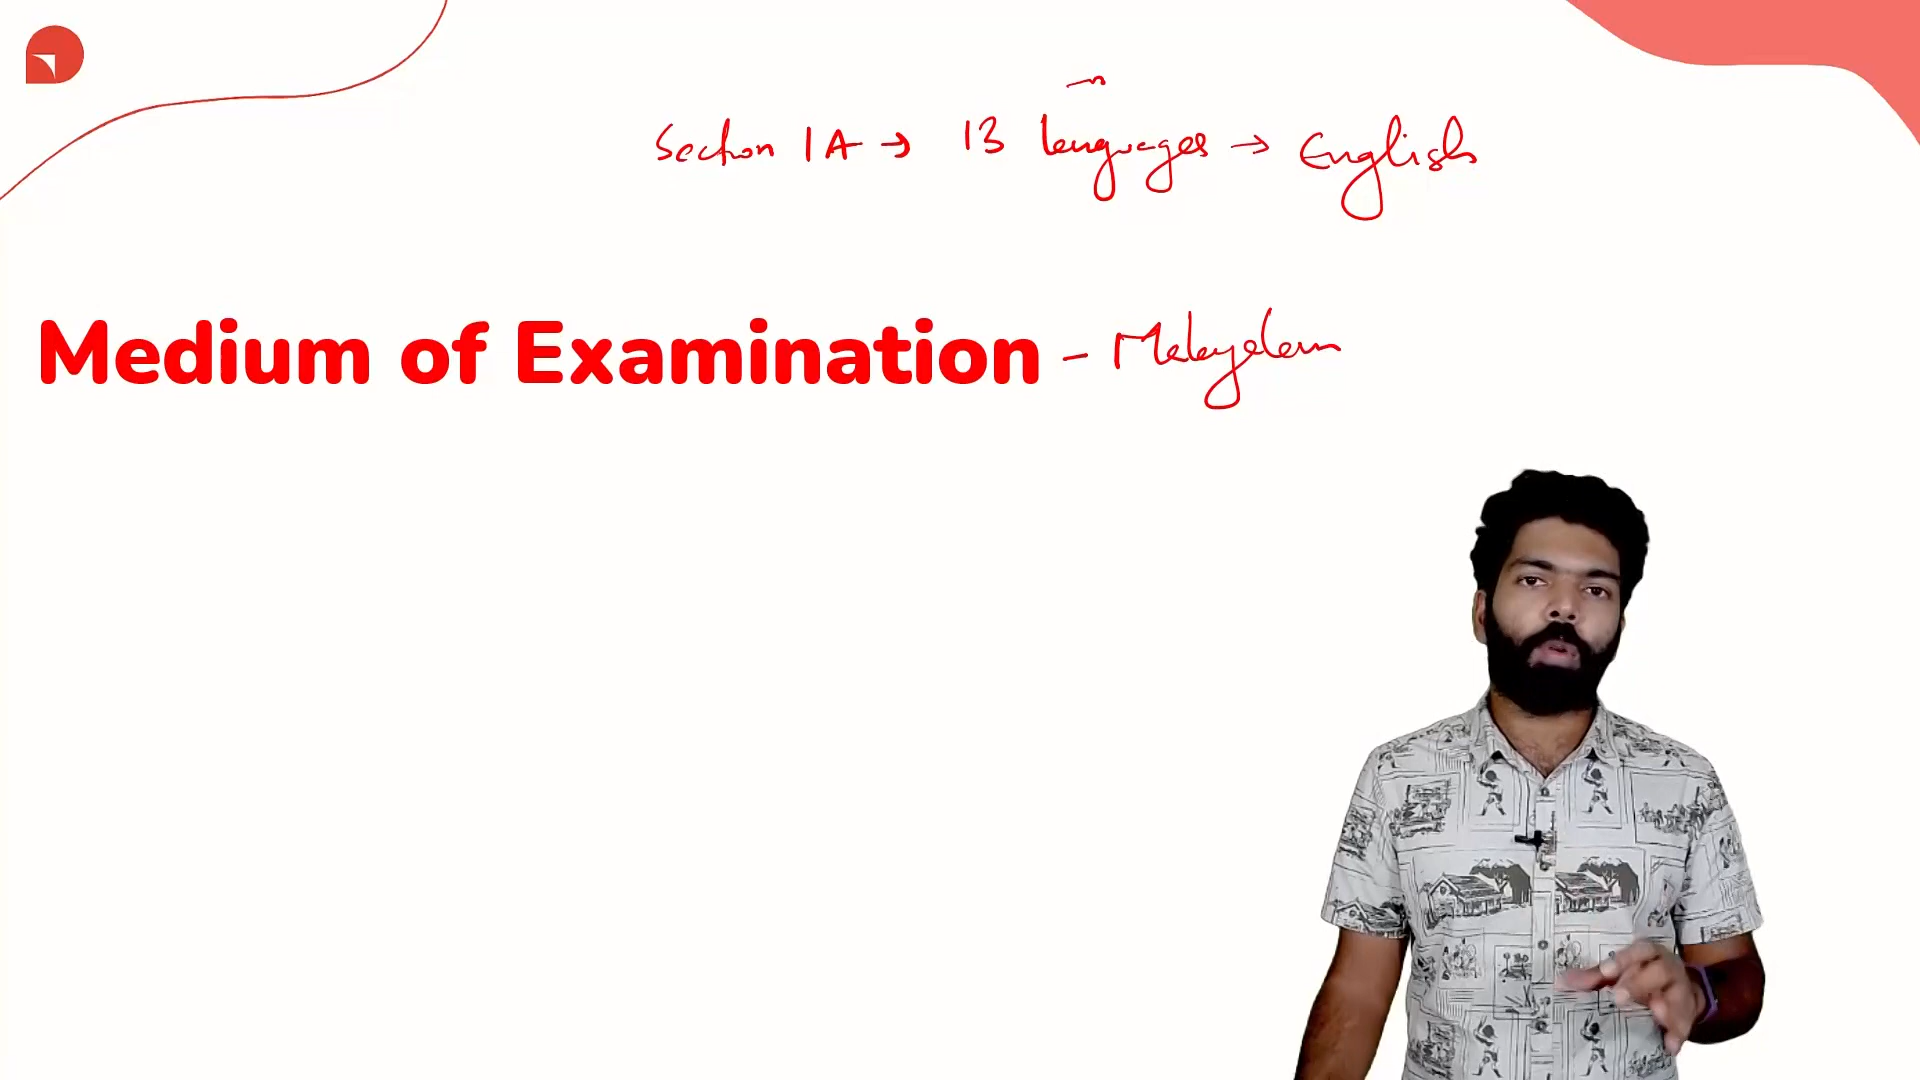 Section 1A → 13 languages → English
Medium of Examination - Malayalam